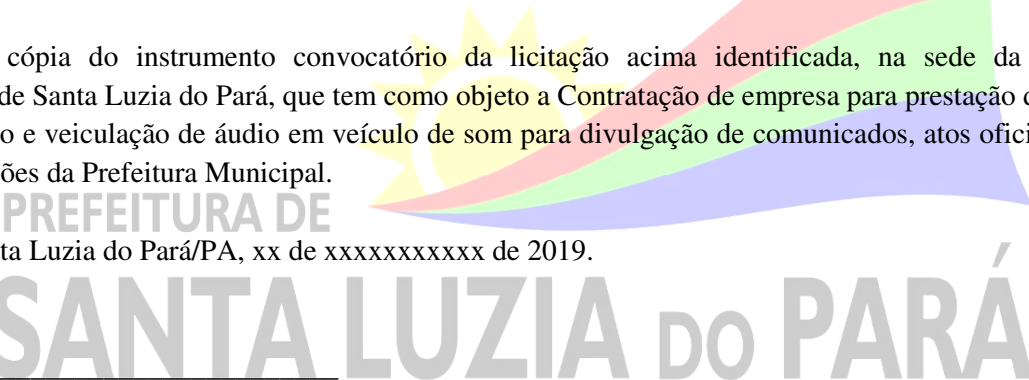 cópia do instrumento convocatório da licitação acima identificada, na sede da
de Santa Luzia do Pará, que tem como objeto a Contratação de empresa para prestação
o e veiculação de áudio em veículo de som para divulgação de comunicados, atos ofici
ões da Prefeitura Municipal.
PREFEITURA DE
ta Luzia do Pará/PA, xx de xxxxxxxxxxx de 2019.
SANTA LUZIA DO PARÁ